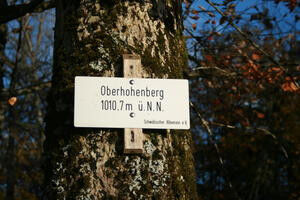 Oberhohenberg
1010.7m ü.N.N.
Schwäbischer Albverein e.V.